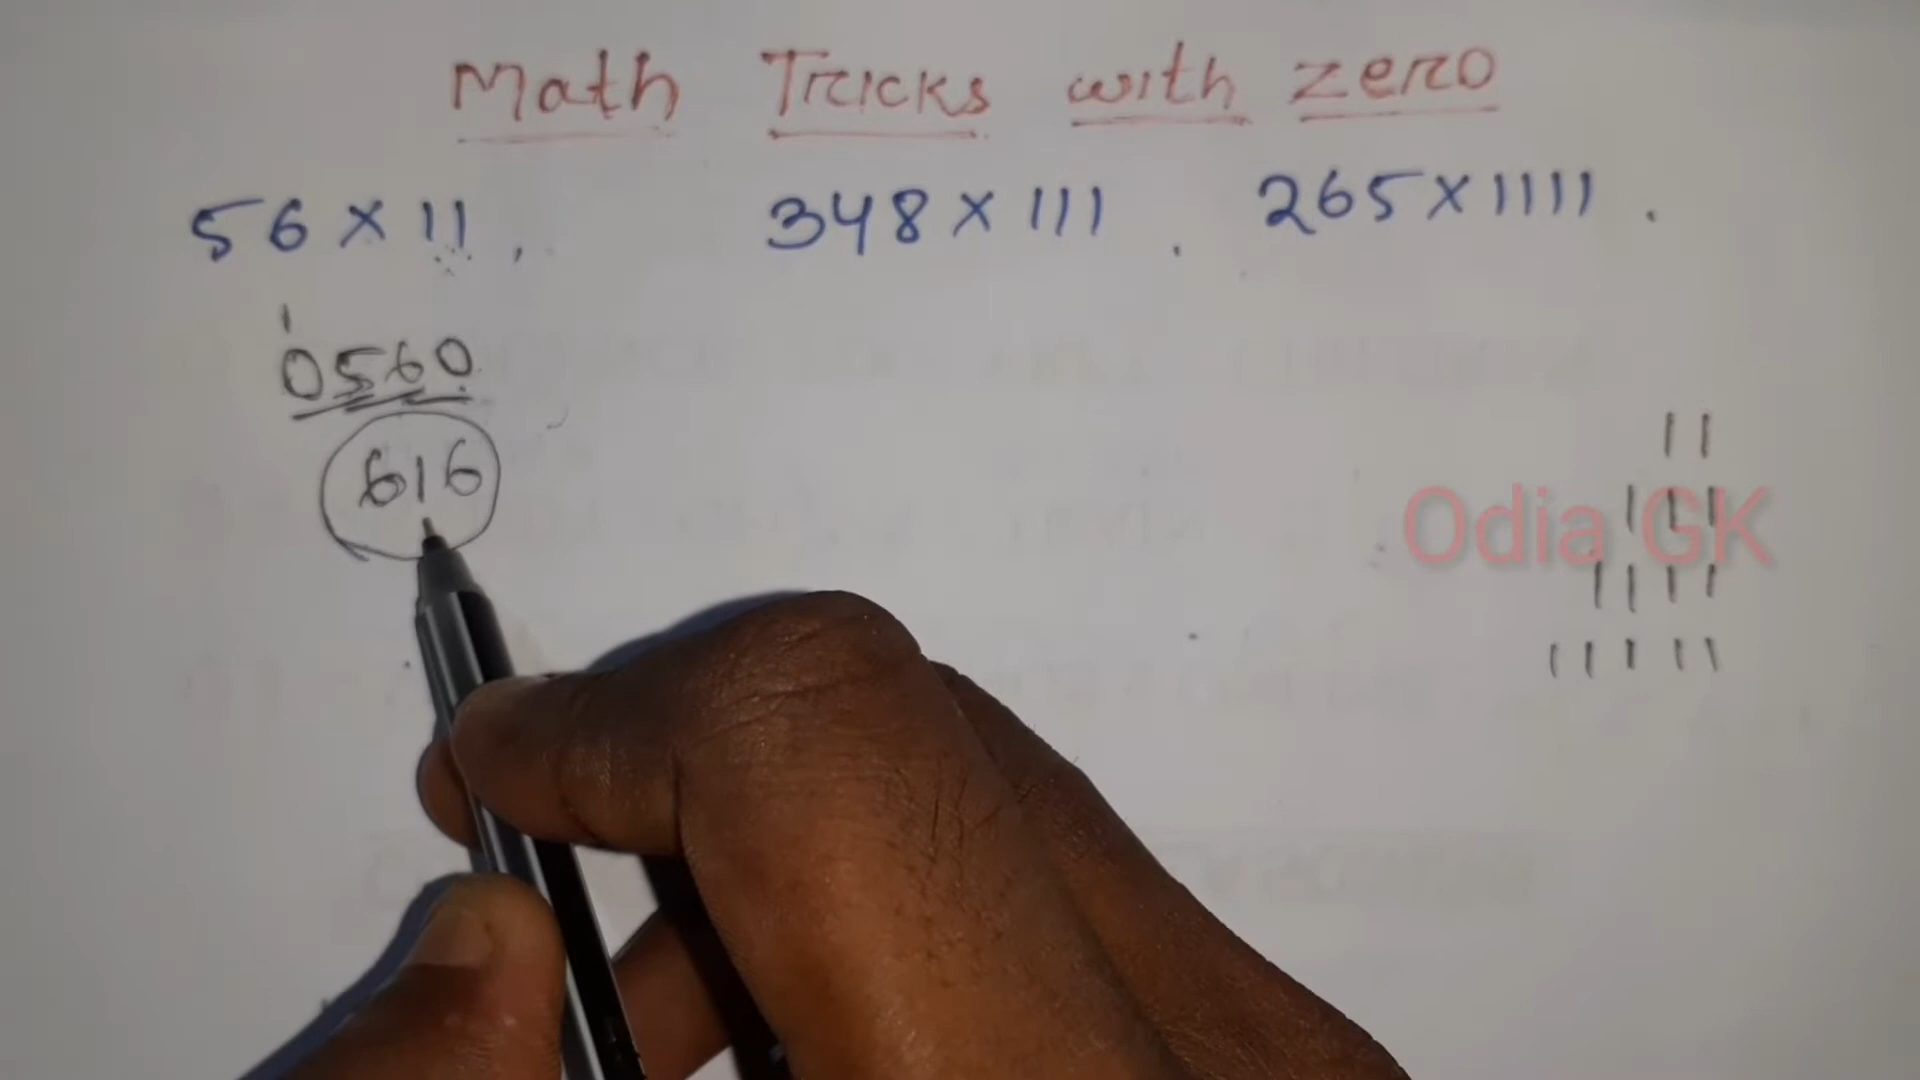 Math Tricks with zero
56 × 11 , 348 × 111 . 265 × 1111 .
1
0560
616
11
111
Odia GK
1111
11111